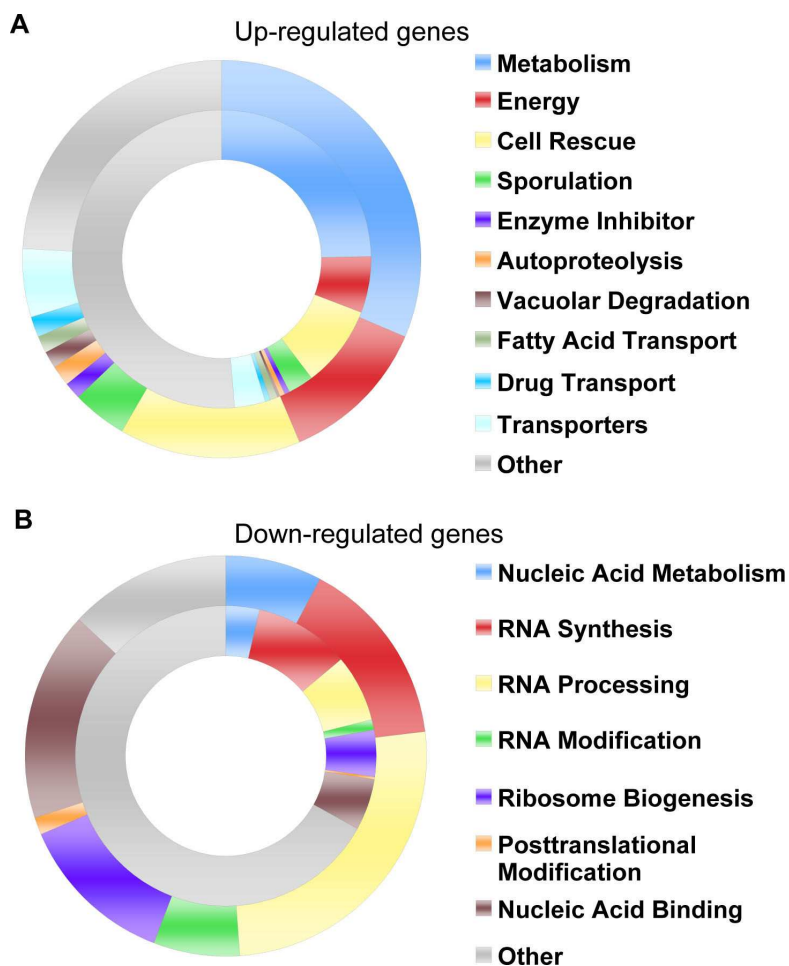 A
Up-regulated genes
Metabolism
Energy
Cell Rescue
Sporulation
Enzyme Inhibitor
Autoproteolysis
Vacuolar Degradation
Fatty Acid Transport
Drug Transport
Transporters
Other
B
Down-regulated genes
Nucleic Acid Metabolism
RNA Synthesis
RNA Processing
RNA Modification
Ribosome Biogenesis
Posttranslational
Modification
Nucleic Acid Binding
Other